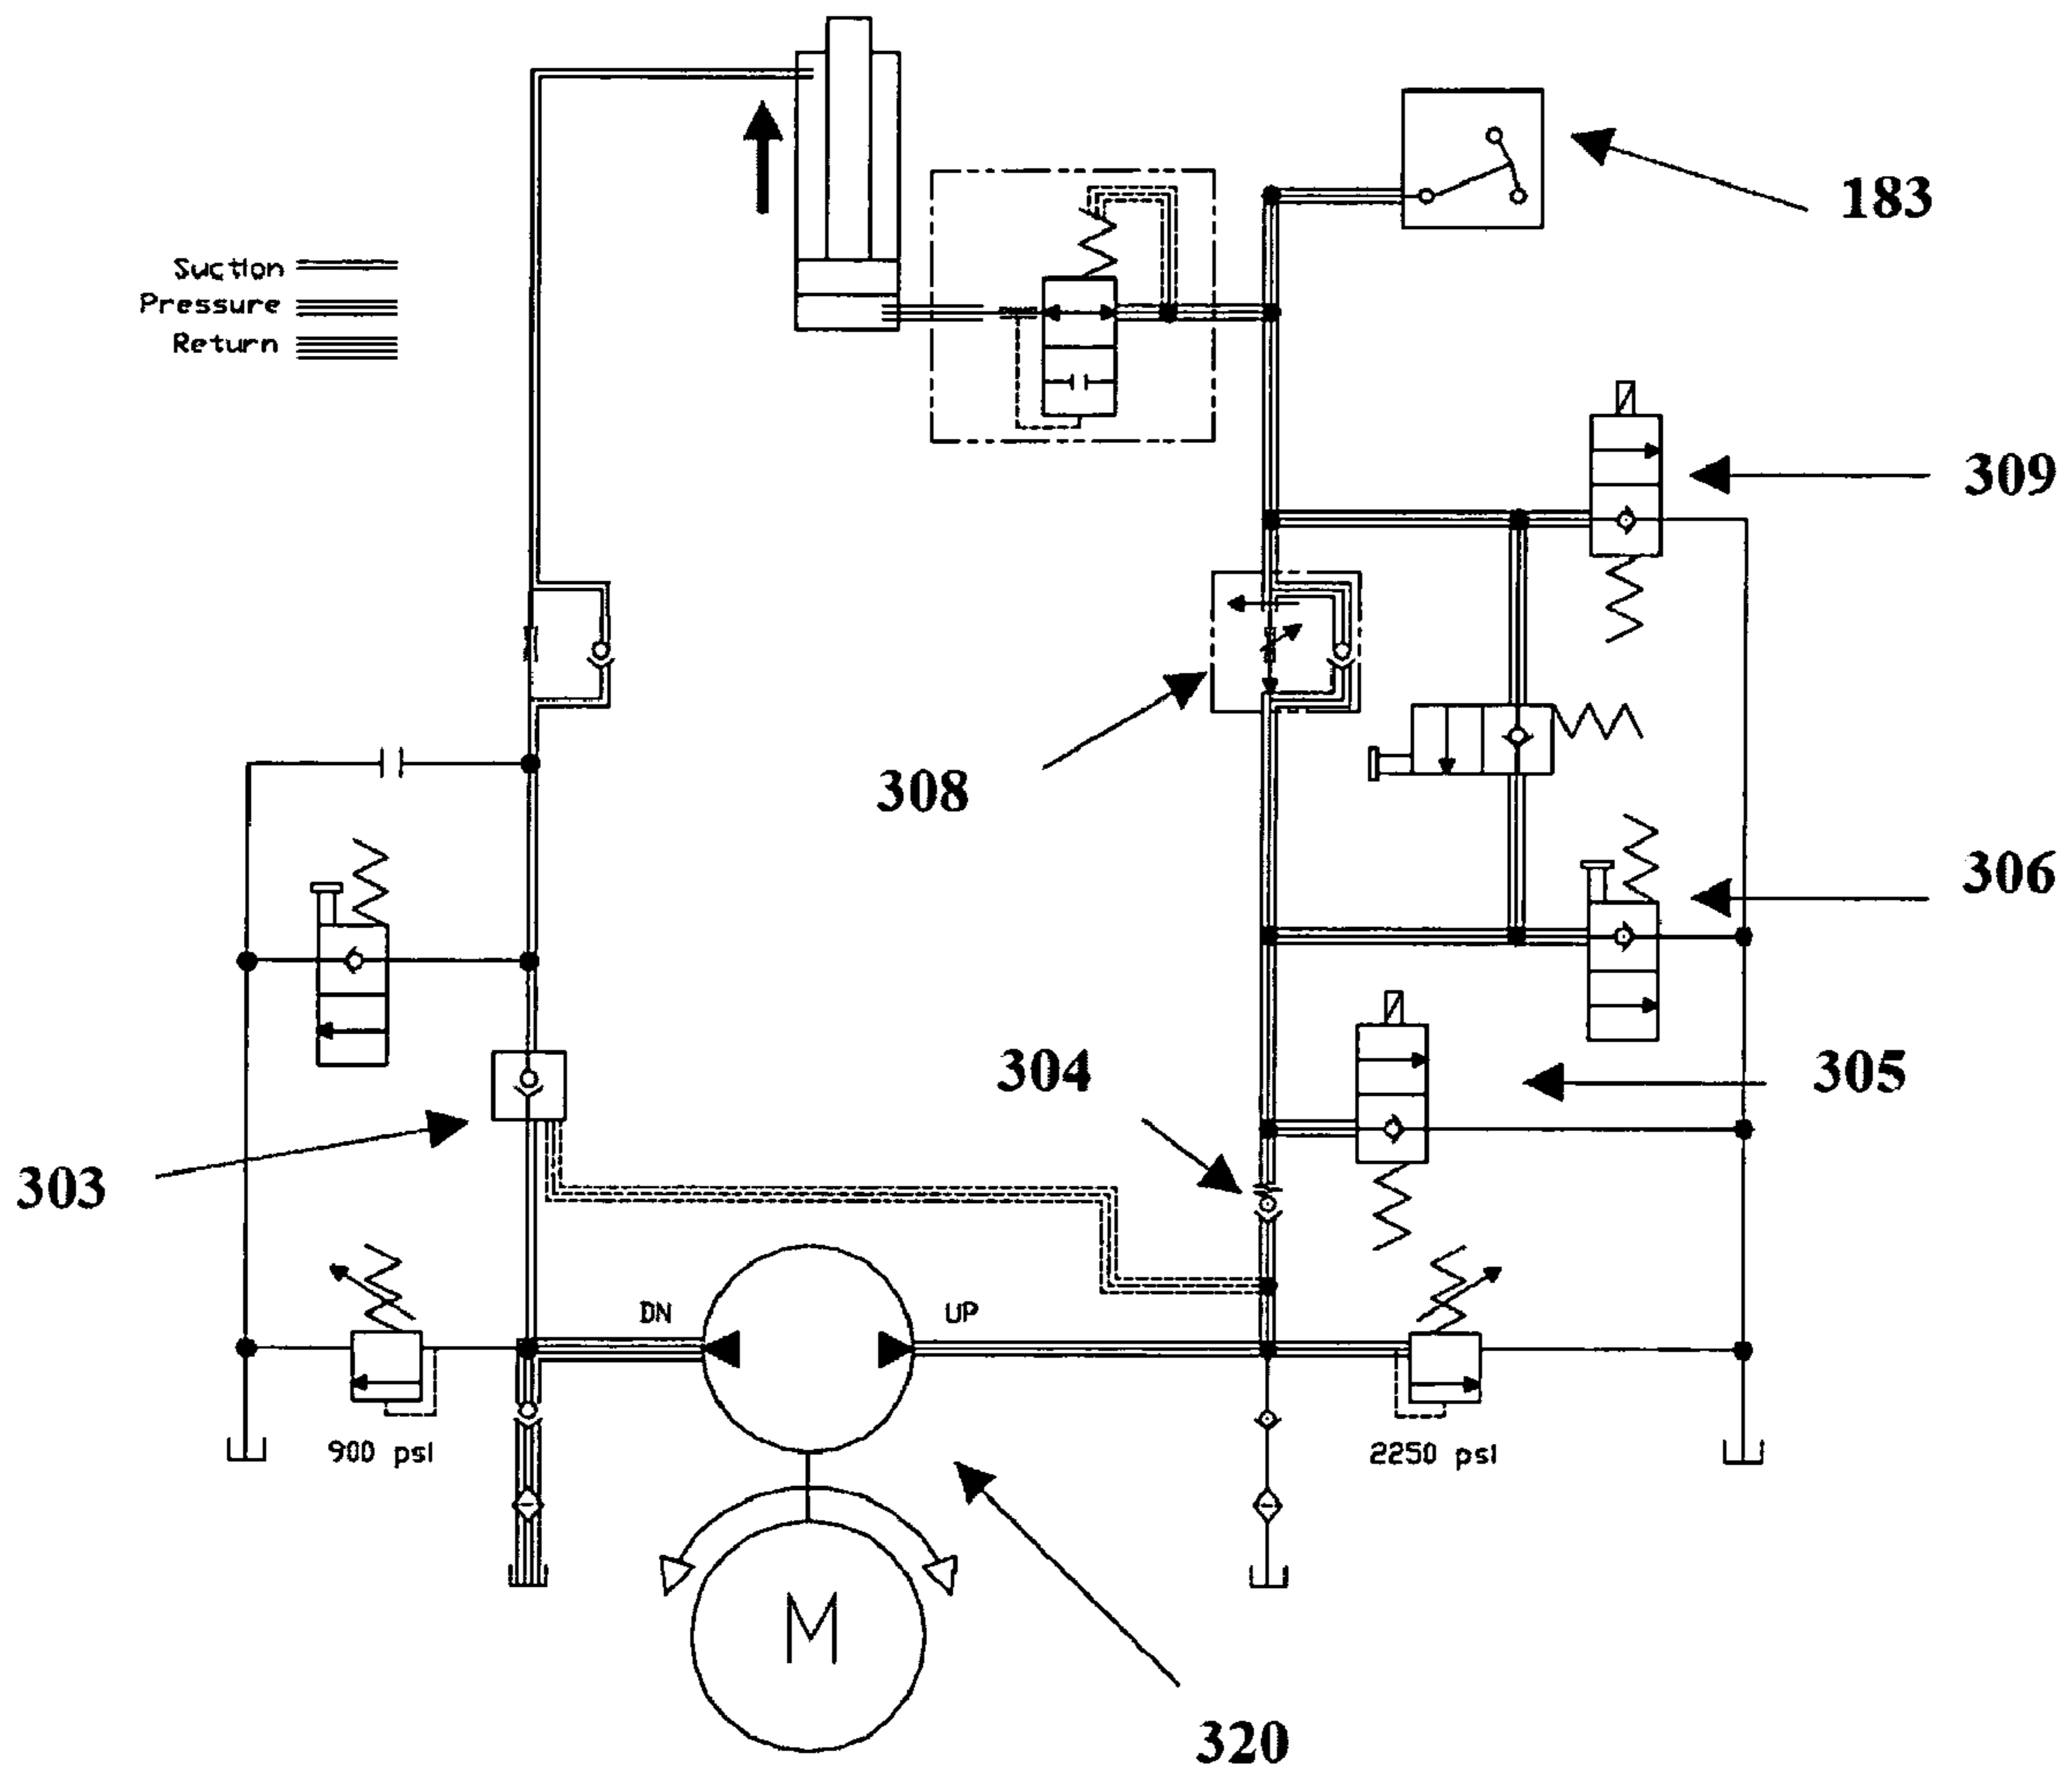 183
Suction
Pressure
Return
309
308
306
304
305
303
DN
UP
900 psi
2250 psi
M
320